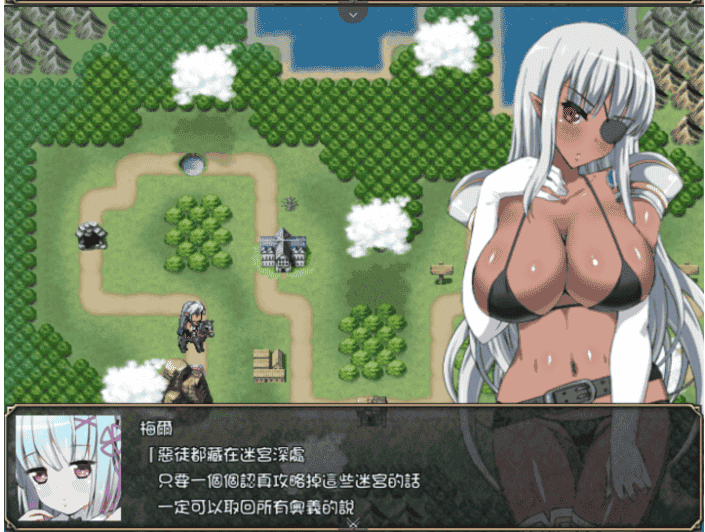 梅爾
「惡徒都藏在迷宮深處
只要一個個認真攻略掉這些迷宮的話
一定可以取回所有奧義的說